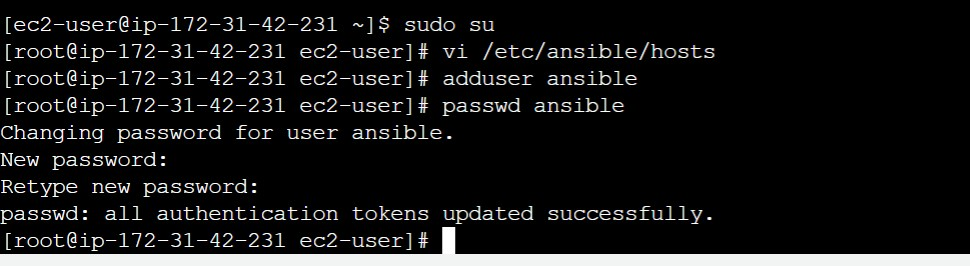 [ec2-user@ip-172-31-42-231 ~]$ sudo su
[root@ip-172-31-42-231 ec2-user]# vi /etc/ansible/hosts
[root@ip-172-31-42-231 ec2-user]# adduser ansible
[root@ip-172-31-42-231 ec2-user]# passwd ansible
Changing password for user ansible.
New password:
Retype new password:
passwd: all authentication tokens updated successfully.
[root@ip-172-31-42-231 ec2-user]#